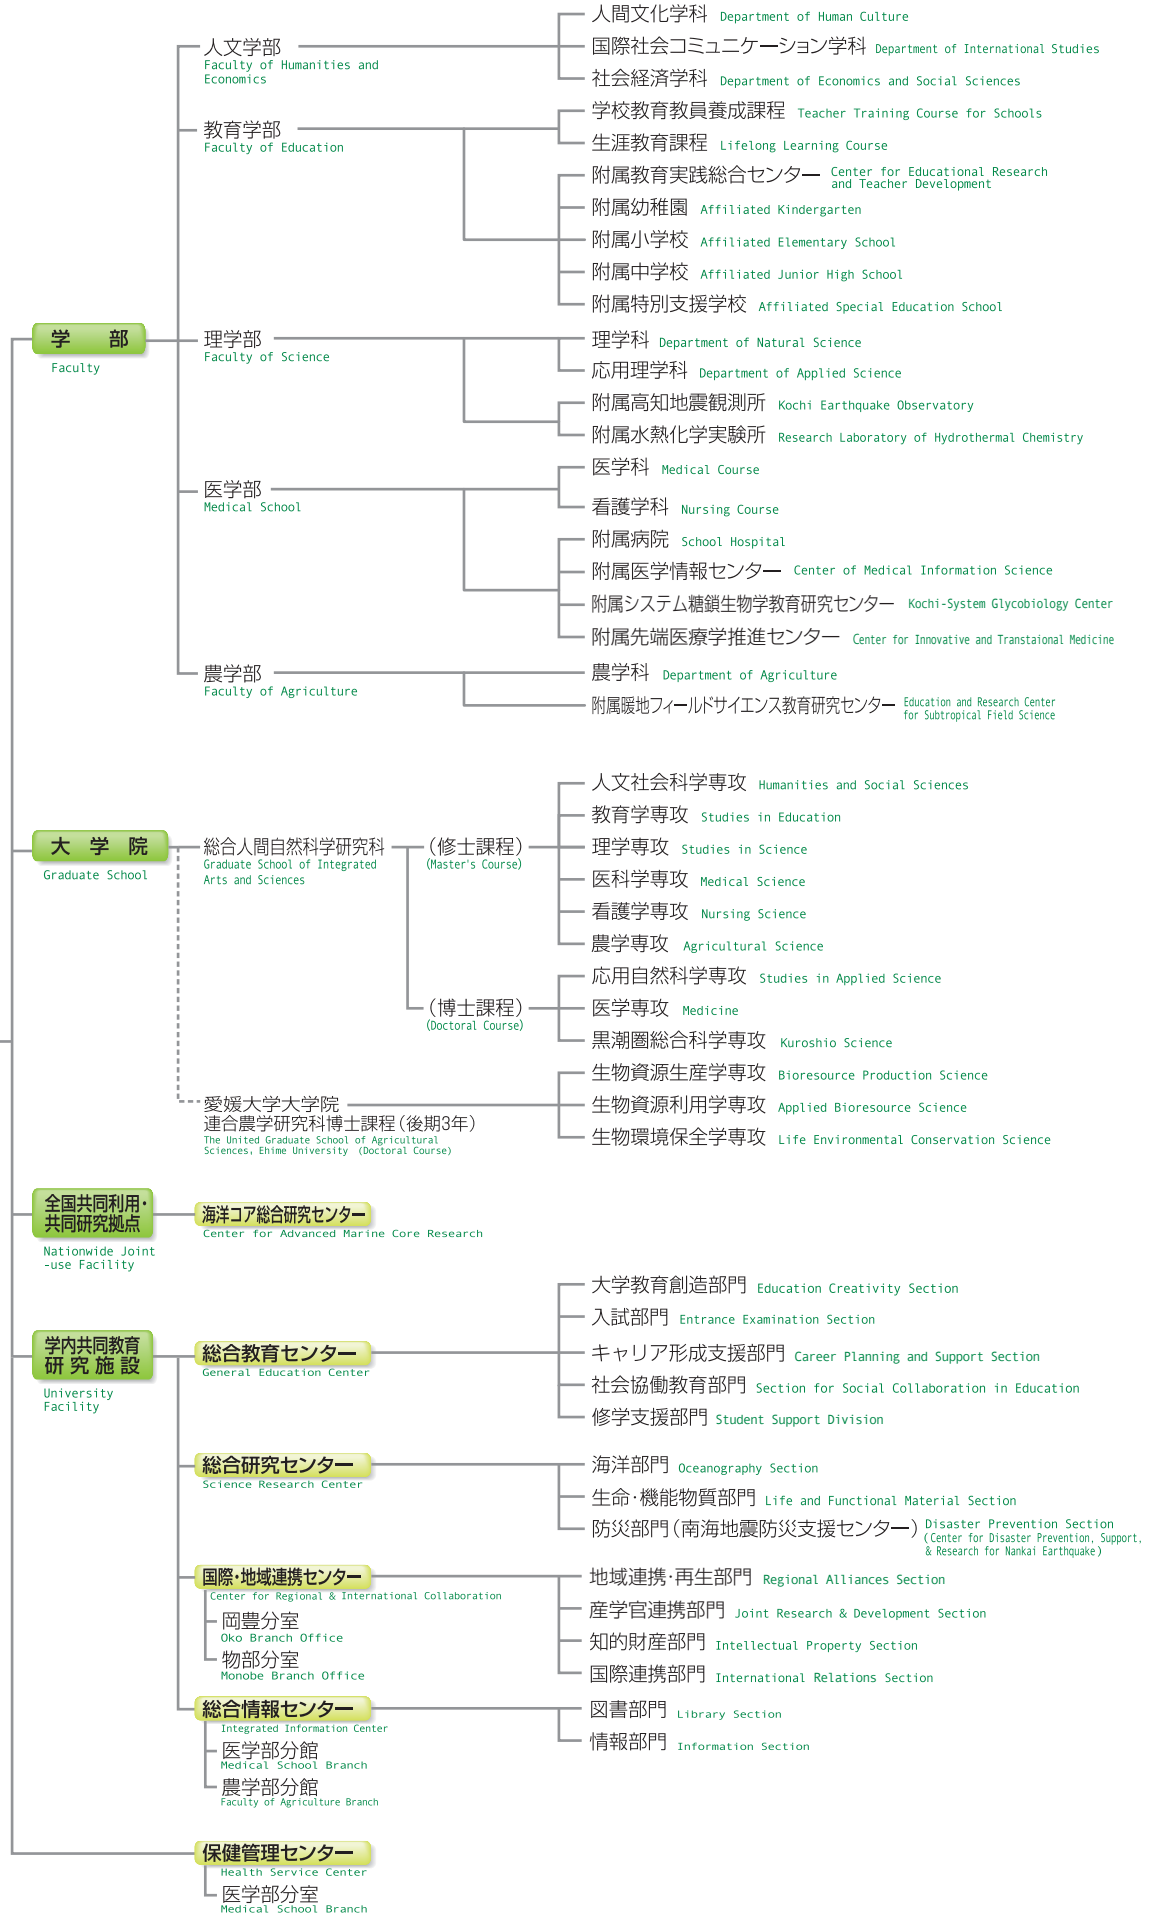 学　部
Faculty
人文学部
Faculty of Humanities and
Economics
人間文化学科 Department of Human Culture
国際社会コミュニケーション学科 Department of International Studies
社会経済学科 Department of Economics and Social Sciences
教育学部
Faculty of Education
学校教育教員養成課程 Teacher Training Course for Schools
生涯教育課程 Lifelong Learning Course
附属教育実践総合センター Center for Educational Research
and Teacher Development
附属幼稚園 Affiliated Kindergarten
附属小学校 Affiliated Elementary School
附属中学校 Affiliated Junior High School
附属特別支援学校 Affiliated Special Education School
理学部
Faculty of Science
理学科 Department of Natural Science
応用理学科 Department of Applied Science
附属高知地震観測所 Kochi Earthquake Observatory
附属水熱化学実験所 Research Laboratory of Hydrothermal Chemistry
医学部
Medical School
医学科 Medical Course
看護学科 Nursing Course
附属病院 School Hospital
附属医学情報センター Center of Medical Information Science
附属システム糖鎖生物学教育研究センター Kochi-System Glycobiology Center
附属先端医療学推進センター Center for Innovative and Transtaional Medicine
農学部
Faculty of Agriculture
農学科 Department of Agriculture
附属暖地フィールドサイエンス教育研究センター Education and Research Center
for Subtropical Field Science
大 学 院
Graduate School
総合人間自然科学研究科
Graduate School of Integrated
Arts and Sciences
(修士課程)
(Master's Course)
人文社会科学専攻 Humanities and Social Sciences
教育学専攻 Studies in Education
理学専攻 Studies in Science
医科学専攻 Medical Science
看護学専攻 Nursing Science
農学専攻 Agricultural Science
(博士課程)
(Doctoral Course)
応用自然科学専攻 Studies in Applied Science
医学専攻 Medicine
黒潮圏総合科学専攻 Kuroshio Science
愛媛大学大学院
連合農学研究科博士課程(後期3年)
The United Graduate School of Agricultural
Sciences, Ehime University (Doctoral Course)
生物資源生産学専攻 Bioresource Production Science
生物資源利用学専攻 Applied Bioresource Science
生物環境保全学専攻 Life Environmental Conservation Science
全国共同利用・
共同研究拠点
Nationwide Joint
-use Facility
海洋コア総合研究センター
Center for Advanced Marine Core Research
学内共同教育
研究施設
University
Facility
総合教育センター
General Education Center
大学教育創造部門 Education Creativity Section
入試部門 Entrance Examination Section
キャリア形成支援部門 Career Planning and Support Section
社会協働教育部門 Section for Social Collaboration in Education
修学支援部門 Student Support Division
総合研究センター
Science Research Center
海洋部門 Oceanography Section
生命・機能物質部門 Life and Functional Material Section
防災部門(南海地震防災支援センター) Disaster Prevention Section
(Center for Disaster Prevention, Support,
& Research for Nankai Earthquake)
国際・地域連携センター
Center for Regional & International Collaboration
岡豊分室
Oko Branch Office
物部分室
Monobe Branch Office
地域連携・再生部門 Regional Alliances Section
産学官連携部門 Joint Research & Development Section
知的財産部門 Intellectual Property Section
国際連携部門 International Relations Section
総合情報センター
Integrated Information Center
医学部分館
Medical School Branch
農学部分館
Faculty of Agriculture Branch
図書部門 Library Section
情報部門 Information Section
保健管理センター
Health Service Center
医学部分室
Medical School Branch